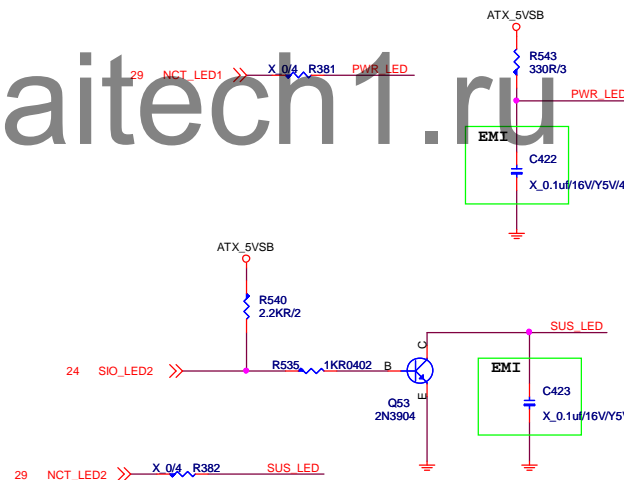 ATX_5VSB
R543
330R/3
29 NCT_LED1 X_0/4 R381 PWR_LED
PWR_LED
aitech1.ru
EMI
C422
X_0.1uf/16V/Y5V/4
ATX_5VSB
R540
2.2KR/2
SUS_LED
C
24 SIO_LED2 R535 1KR0402 B
EMI
E
Q53
2N3904
C423
X_0.1uf/16V/Y5V
29 NCT_LED2 X_0/4 R382 SUS_LED